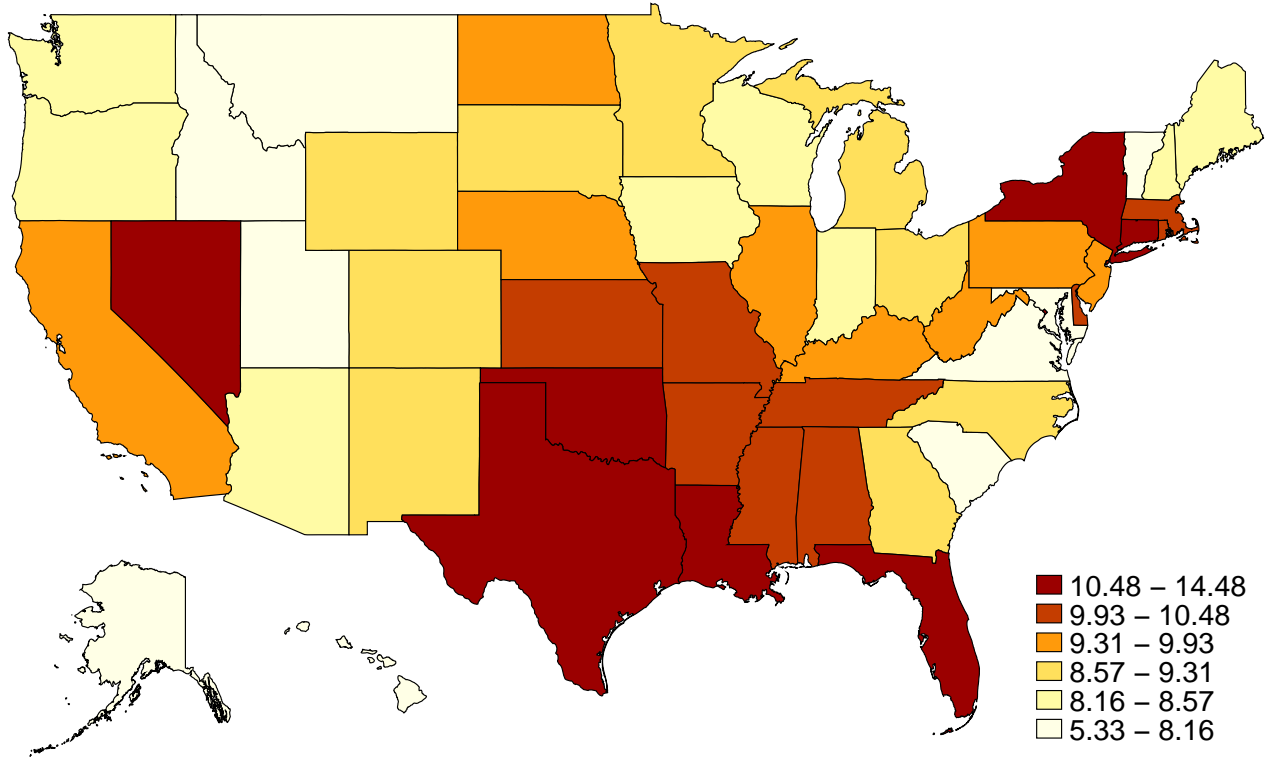 10.48 – 14.48
9.93 – 10.48
9.31 – 9.93
8.57 – 9.31
8.16 – 8.57
5.33 – 8.16